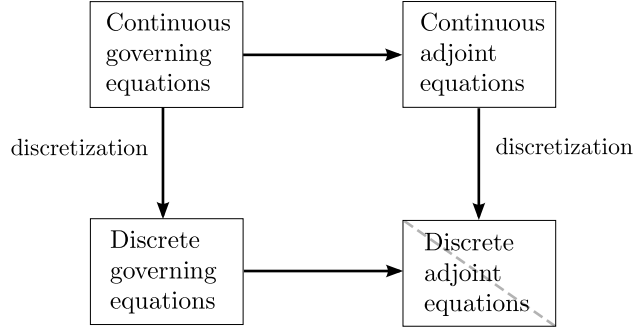 Continuous
governing
equations
Continuous
adjoint
equations
discretization
discretization
Discrete
governing
equations
Discrete
adjoint
equations